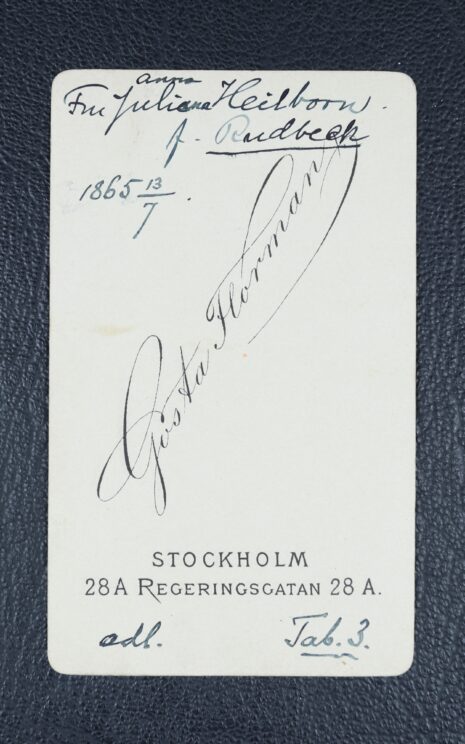 anna
Fru Juliana Heilborn.
f. Rudbeck
1865 13/7.
Gösta Florman
STOCKHOLM
28A REGERINGSGATAN 28 A.
adl. Tab. 3.